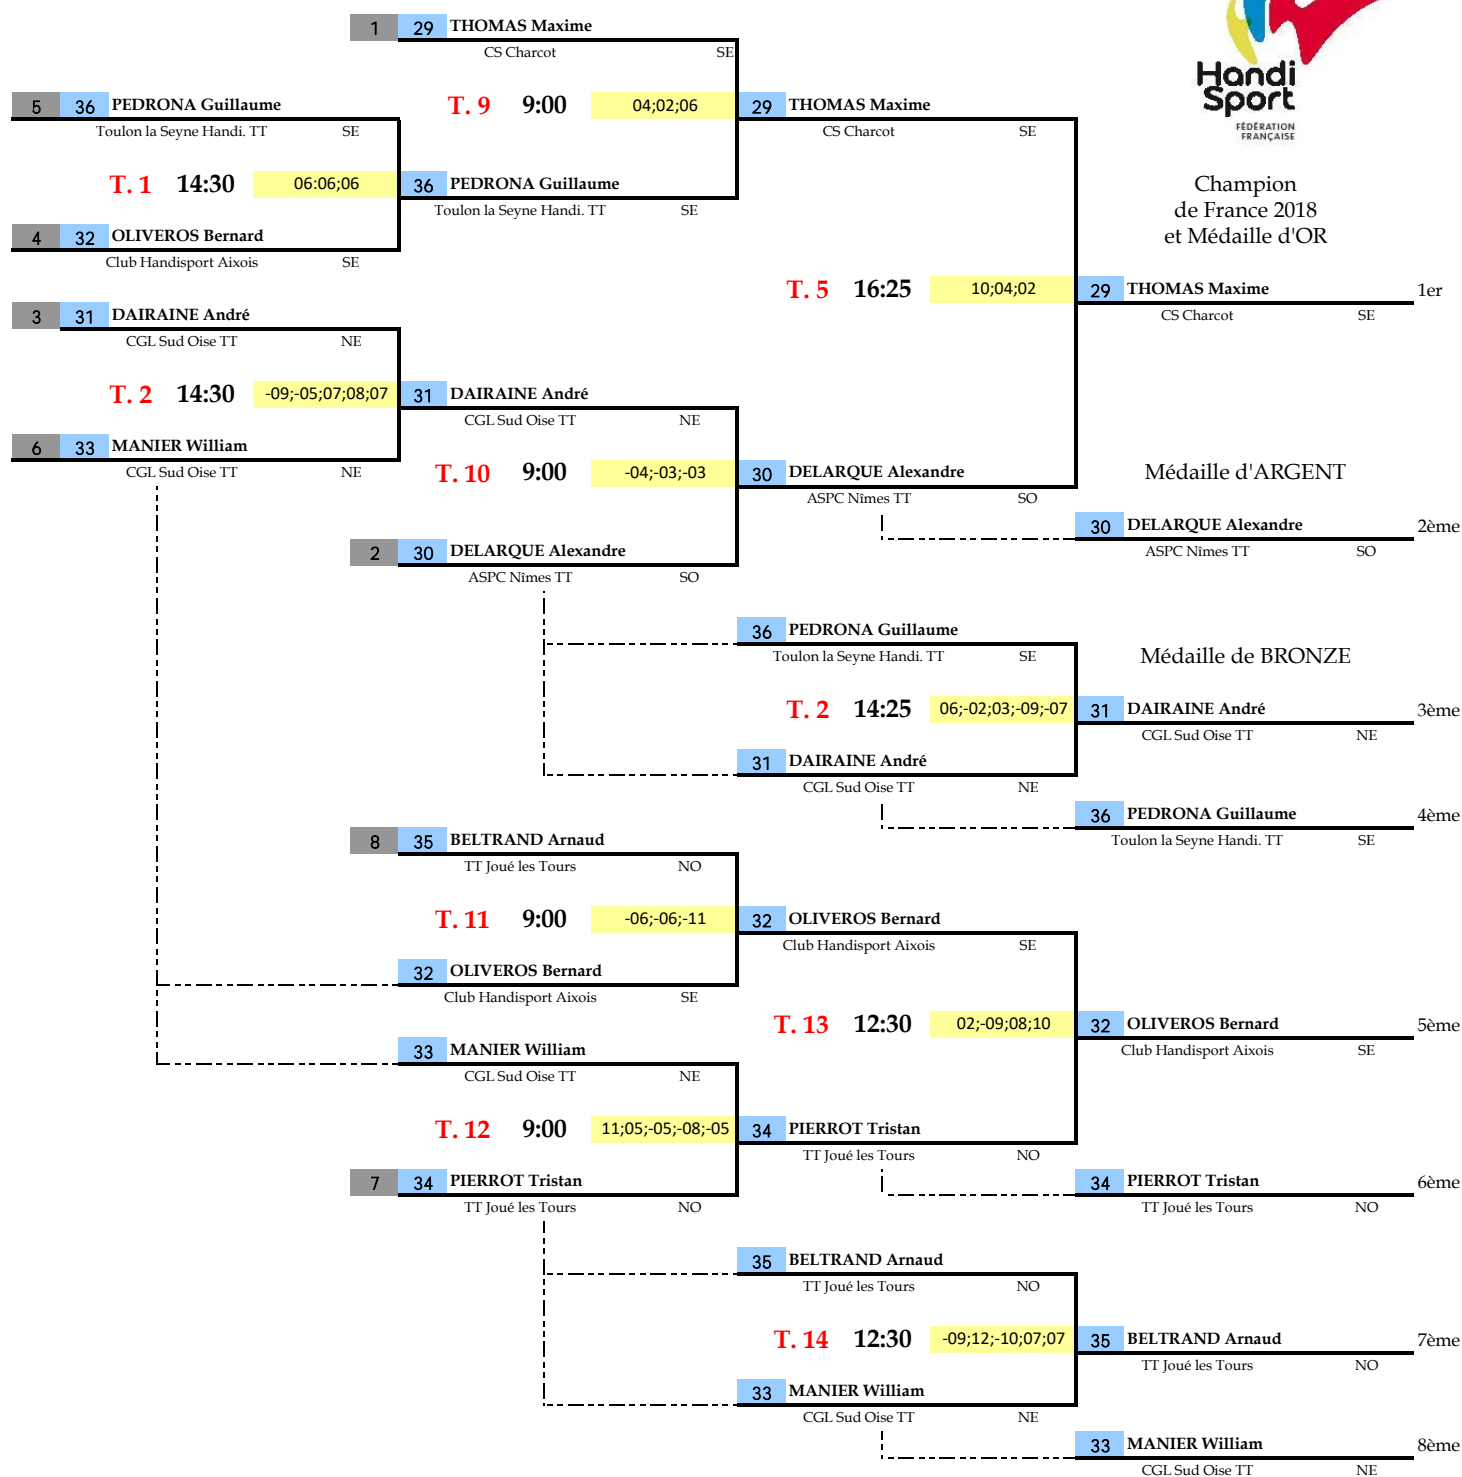 1 29 THOMAS Maxime
CS Charcot SE
Handi
Sport
FÉDÉRATION
FRANÇAISE
5 36 PEDRONA Guillaume T. 9 9:00 04;02;06 29 THOMAS Maxime
Toulon la Seyne Handi. TT SE CS Charcot SE
T. 1 14:30 06:06;06 36 PEDRONA Guillaume
Toulon la Seyne Handi. TT SE
Champion
de France 2018
et Médaille d'OR
4 32 OLIVEROS Bernard
Club Handisport Aixois SE
T. 5 16:25 10;04;02 29 THOMAS Maxime 1er
CS Charcot SE
3 31 DAIRAINE André
CGL Sud Oise TT NE
T. 2 14:30 -09;-05;07;08;07 31 DAIRAINE André
CGL Sud Oise TT NE
6 33 MANIER William
CGL Sud Oise TT NE
T. 10 9:00 -04;-03;-03 30 DELARQUE Alexandre
ASPC Nîmes TT SO
Médaille d'ARGENT
30 DELARQUE Alexandre 2ème
ASPC Nîmes TT SO
2 30 DELARQUE Alexandre
ASPC Nîmes TT SO
36 PEDRONA Guillaume
Toulon la Seyne Handi. TT SE
Médaille de BRONZE
T. 2 14:25 06;-02;03;-09;-07 31 DAIRAINE André 3ème
CGL Sud Oise TT NE
31 DAIRAINE André
CGL Sud Oise TT NE
36 PEDRONA Guillaume 4ème
Toulon la Seyne Handi. TT SE
8 35 BELTRAND Arnaud
TT Joué les Tours NO
T. 11 9:00 -06;-06;-11 32 OLIVEROS Bernard
Club Handisport Aixois SE
32 OLIVEROS Bernard
Club Handisport Aixois SE
T. 13 12:30 02;-09;08;10 32 OLIVEROS Bernard 5ème
Club Handisport Aixois SE
33 MANIER William
CGL Sud Oise TT NE
T. 12 9:00 11;05;-05;-08;-05 34 PIERROT Tristan
TT Joué les Tours NO
7 34 PIERROT Tristan 34 PIERROT Tristan 6ème
TT Joué les Tours NO TT Joué les Tours NO
35 BELTRAND Arnaud
TT Joué les Tours NO
T. 14 12:30 -09;12;-10;07;07 35 BELTRAND Arnaud 7ème
TT Joué les Tours NO
33 MANIER William
CGL Sud Oise TT NE
33 MANIER William 8ème
CGL Sud Oise TT NE